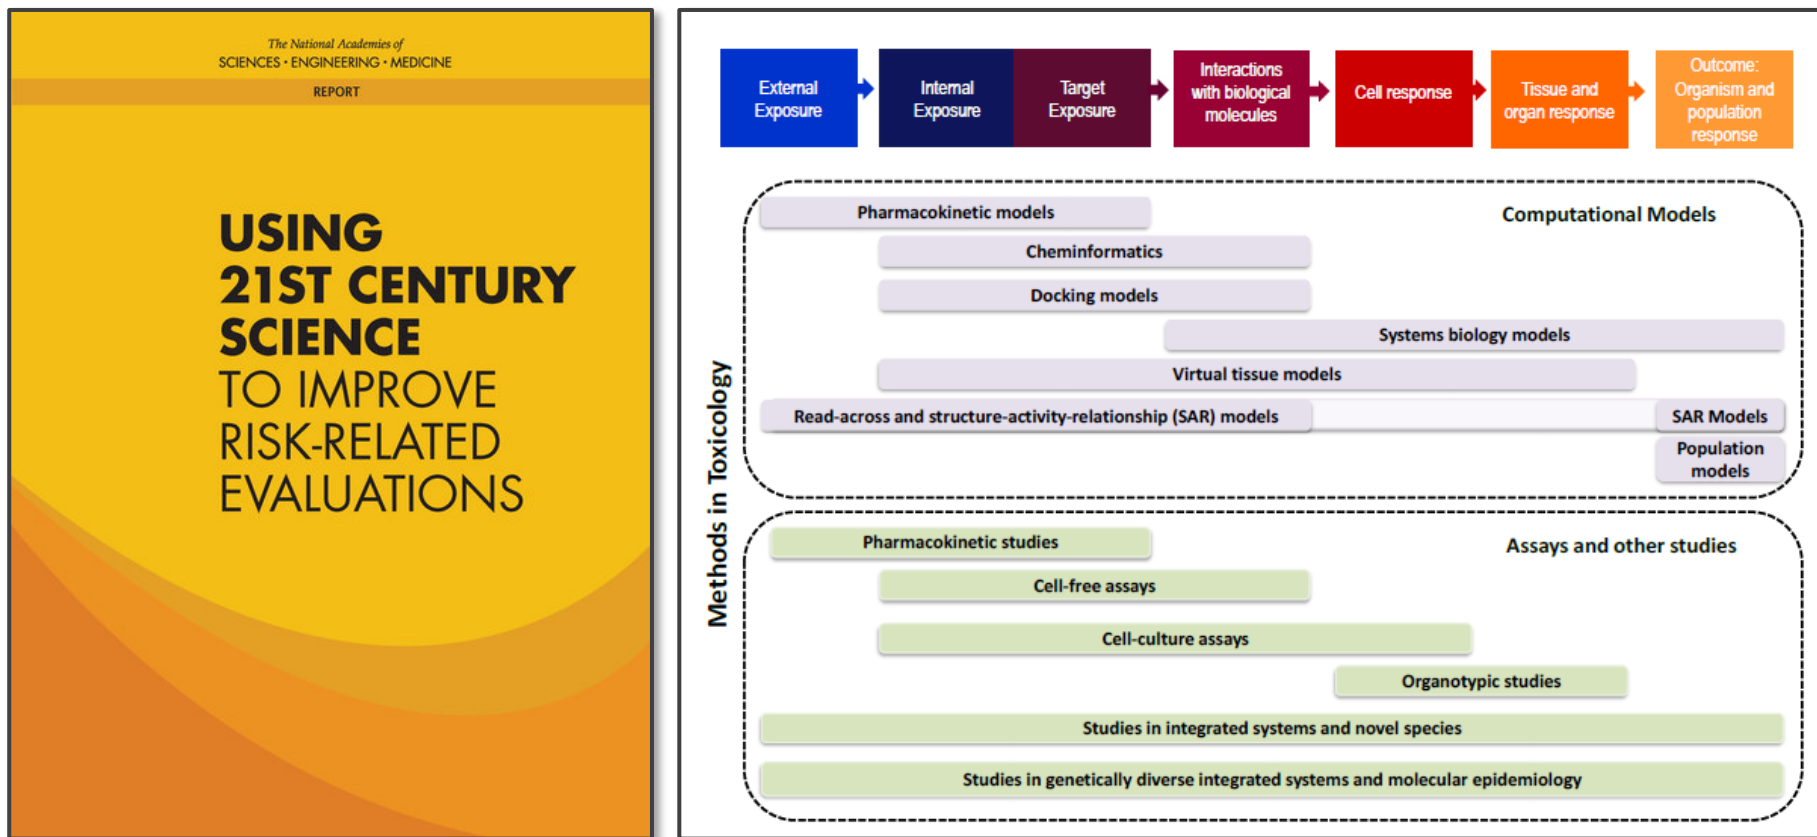 The National Academies of
SCIENCES • ENGINEERING • MEDICINE
REPORT
USING
21ST CENTURY
SCIENCE
TO IMPROVE
RISK-RELATED
EVALUATIONS
External
Exposure
Internal
Exposure
Target
Exposure
Interactions
with biological
molecules
Cell response
Tissue and
organ response
Outcome:
Organism and
population
response
Methods in Toxicology
Computational Models
Pharmacokinetic models
Cheminformatics
Docking models
Systems biology models
Virtual tissue models
Read-across and structure-activity-relationship (SAR) models
SAR Models
Population
models
Assays and other studies
Pharmacokinetic studies
Cell-free assays
Cell-culture assays
Organotypic studies
Studies in integrated systems and novel species
Studies in genetically diverse integrated systems and molecular epidemiology